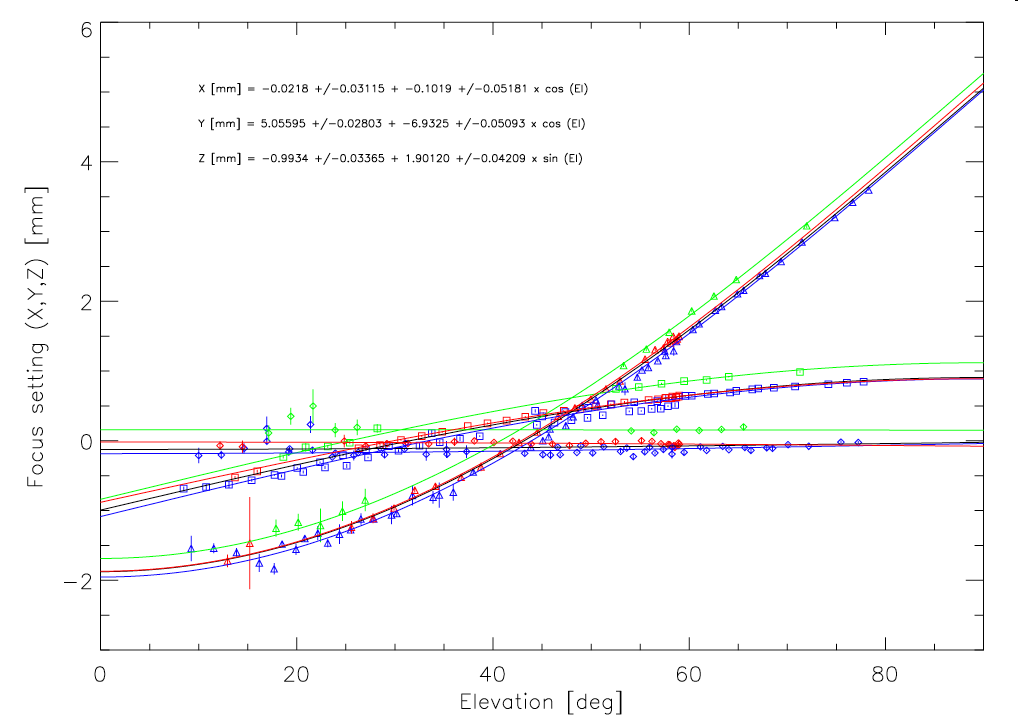 6
X [mm] = -0.0218 +/-0.03115 + -0.1019 +/-0.05181 x cos (El)
Y [mm] = 5.05595 +/-0.02803 + -6.9325 +/-0.05093 x cos (El)
Z [mm] = -0.9934 +/-0.03365 + 1.90120 +/-0.04209 x sin (El)
4
Focus setting (X,Y,Z) [mm]
2
0
-2
0 20 40 60 80
Elevation [deg]